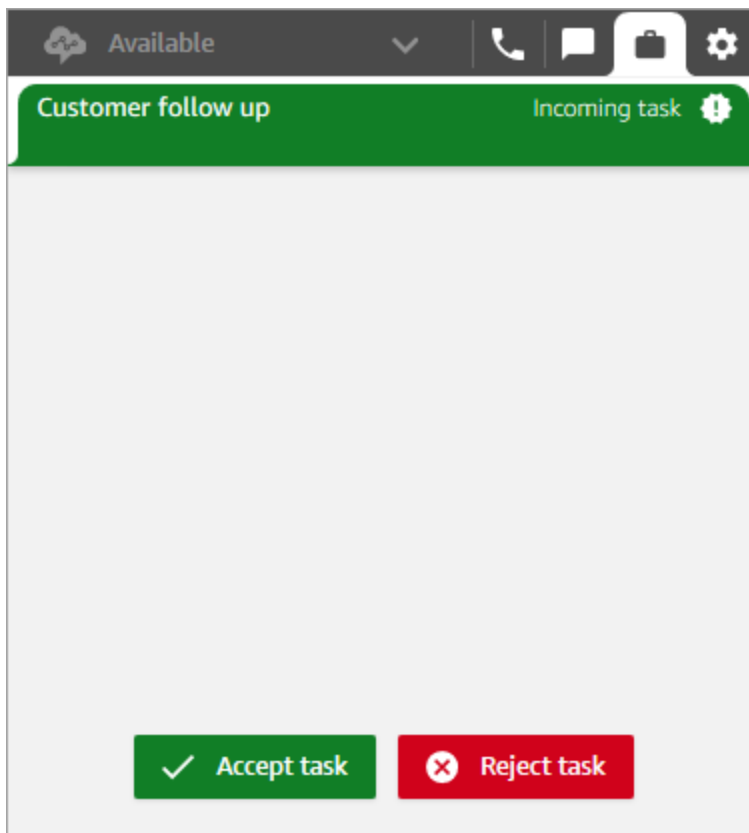 Available
Customer follow up Incoming task
Accept task Reject task